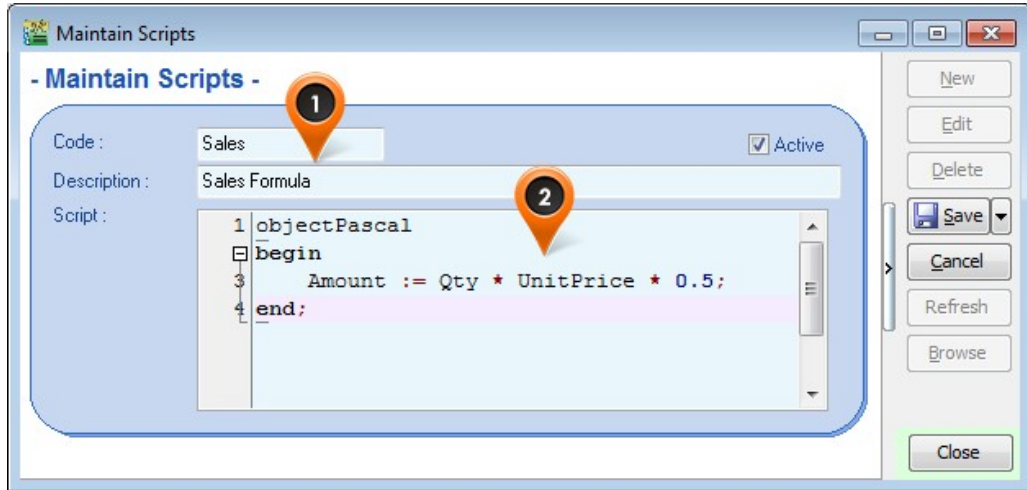 Maintain Scripts
- Maintain Scripts -
1
Code : Sales Active
Description : Sales Formula
2
Script :
1 objectPascal
begin
3 Amount := Qty * UnitPrice * 0.5;
4 end;
New
Edit
Delete
Save
Cancel
Refresh
Browse
Close